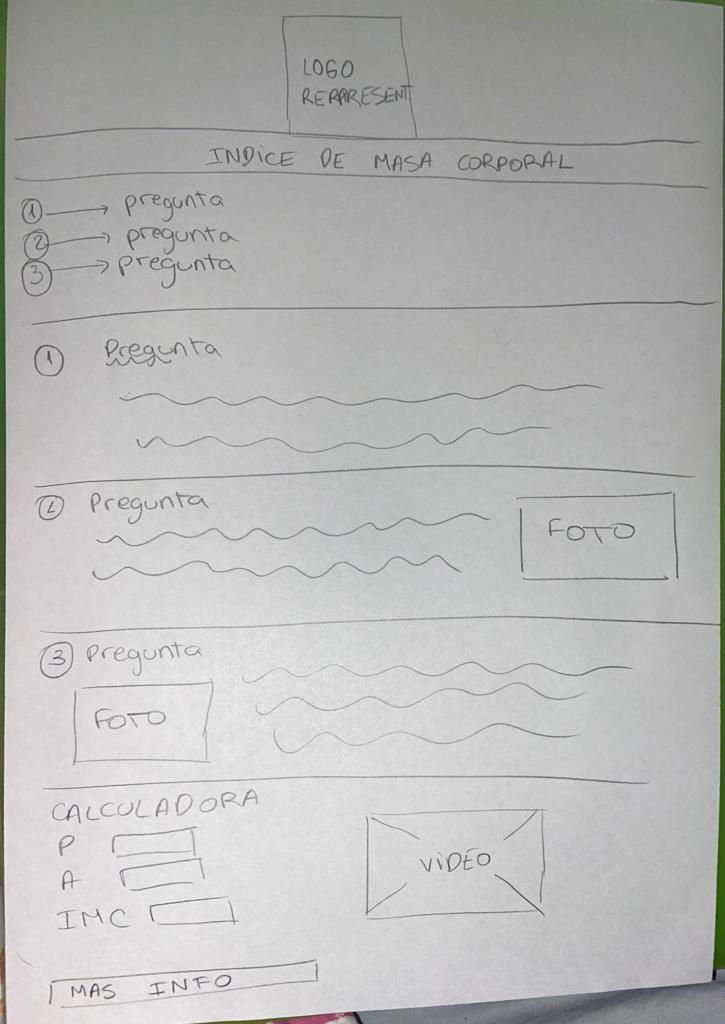 LOGO
RERPRESENT
INDICE DE MASA CORPORAL
1 → pregunta
2 → pregunta
3 → pregunta
1 Pregunta
2 Pregunta
FOTO
3 Pregunta
FOTO
CALCULADORA
P
A
IMC
VIDEO
MAS INFO